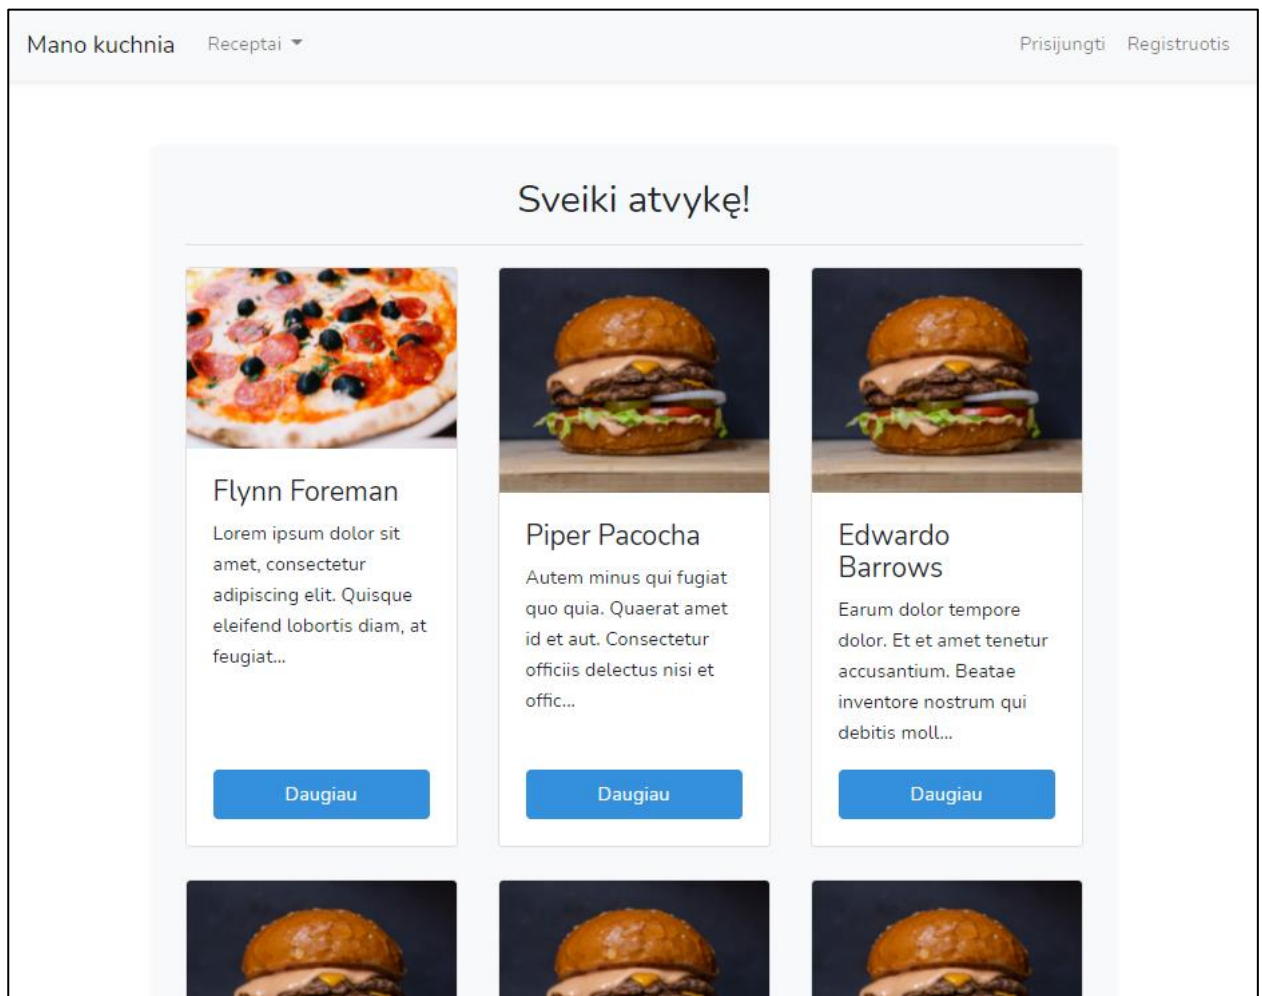 Mano kuchnia
Receptai
Prisijungti
Registruotis
Sveiki atvykę!
Flynn Foreman
Lorem ipsum dolor sit
amet, consectetur
adipiscing elit. Quisque
eleifend lobortis diam, at
feugiat...
Daugiau
Piper Pacocha
Autem minus qui fugiat
quo quia. Quaerat amet
id et aut. Consectetur
officiis delectus nisi et
offic...
Daugiau
Edwardo
Barrows
Earum dolor tempore
dolor. Et et amet tenetur
accusantium. Beatae
inventore nostrum qui
debitis moll...
Daugiau